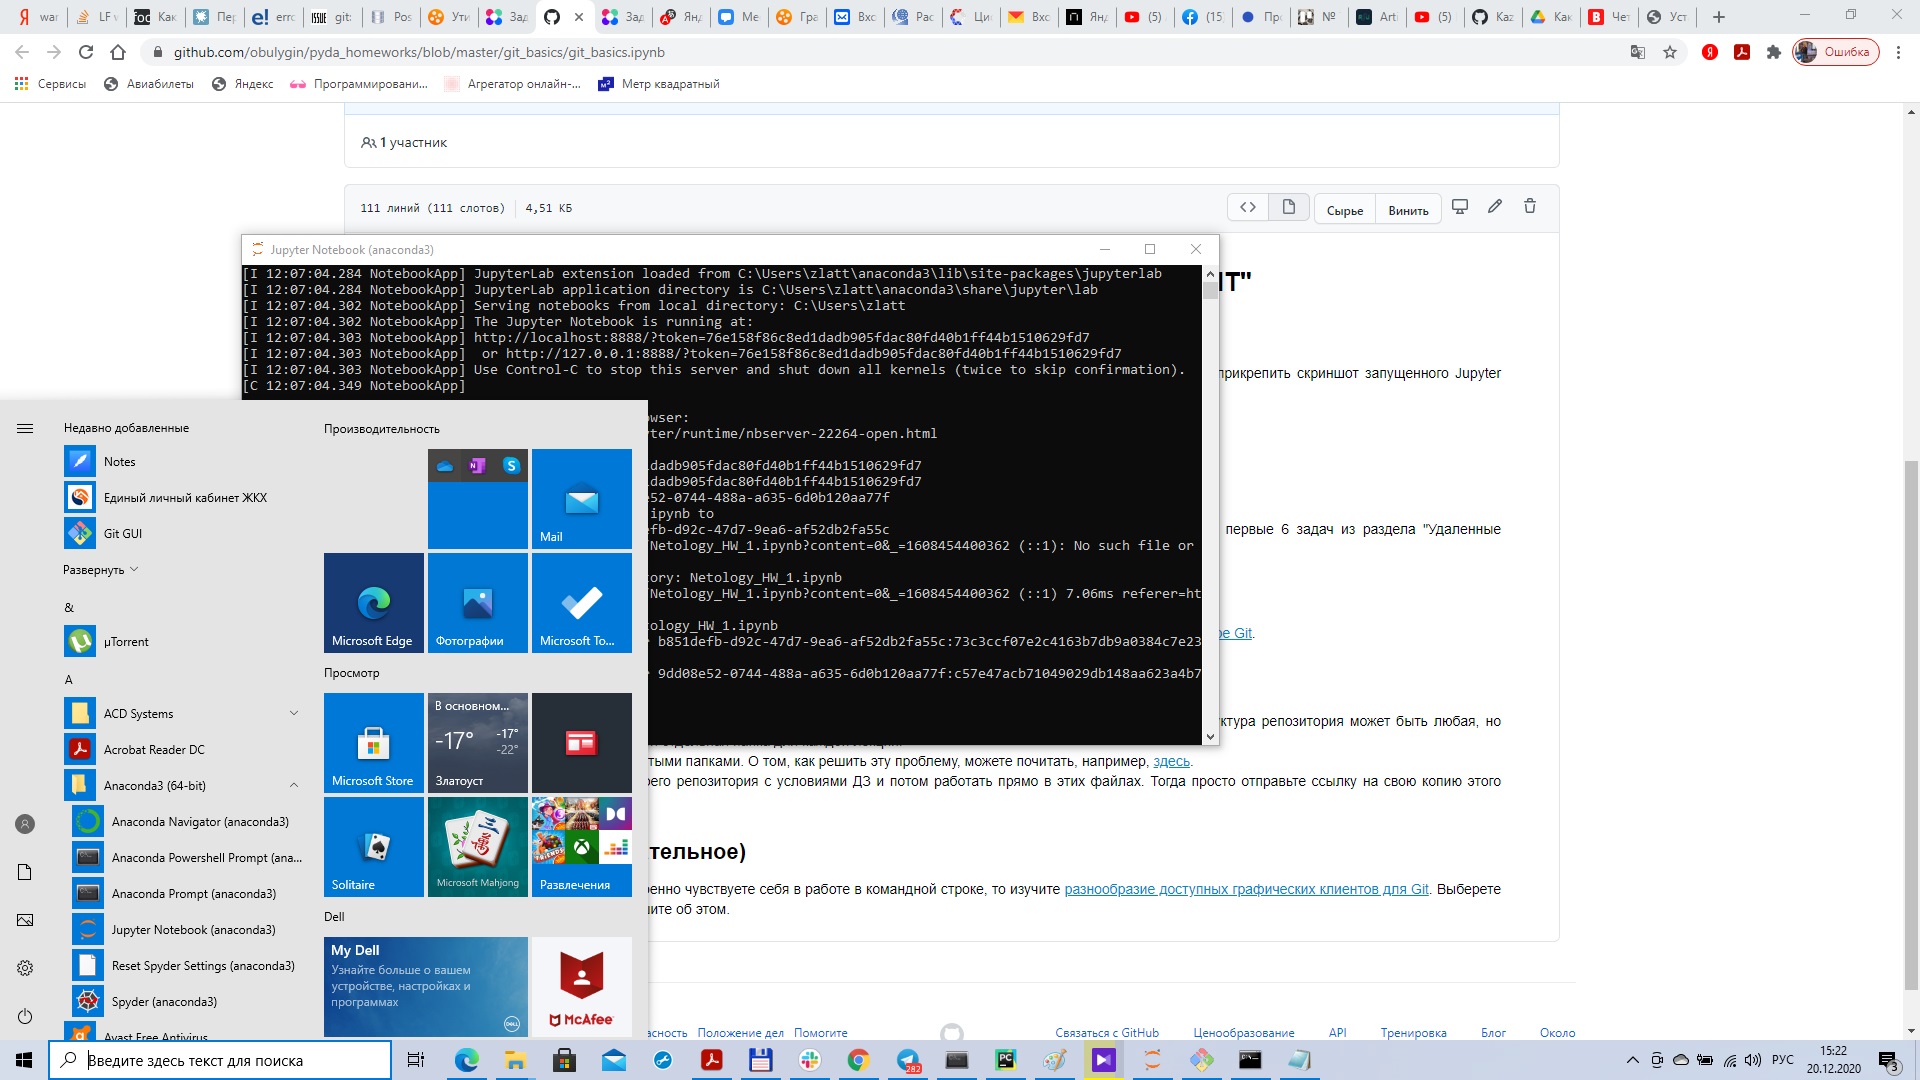 war
LF v
Как
Пер
erro
git:
Pos
Ути
Зад
Зад
Янд
Ме
Гра
Вхо
Рас
Ци
Вхо
Янд
(5)
(15
Пр
№
Arti
(5)
Kaz
Как
Чет
Уст
github.com/obulygin/pyda_homeworks/blob/master/git_basics/git_basics.ipynb
Ошибка
Сервисы
Авиабилеты
Яндекс
Программировани...
Агрегатор онлайн-...
Метр квадратный
1 участник
111 линий (111 слотов)
4,51 КБ
Сырье
Винить
Jupyter Notebook (anaconda3)
[I 12:07:04.284 NotebookApp] JupyterLab extension loaded from C:\Users\zlatt\anaconda3\lib\site-packages\jupyterlab
[I 12:07:04.284 NotebookApp] JupyterLab application directory is C:\Users\zlatt\anaconda3\share\jupyter\lab
[I 12:07:04.302 NotebookApp] Serving notebooks from local directory: C:\Users\zlatt
[I 12:07:04.302 NotebookApp] The Jupyter Notebook is running at:
[I 12:07:04.303 NotebookApp] http://localhost:8888/?token=76e158f86c8ed1dadb905fdac80fd40b1ff44b1510629fd7
[I 12:07:04.303 NotebookApp]  or http://127.0.0.1:8888/?token=76e158f86c8ed1dadb905fdac80fd40b1ff44b1510629fd7
[I 12:07:04.303 NotebookApp] Use Control-C to stop this server and shut down all kernels (twice to skip confirmation).
[C 12:07:04.349 NotebookApp]
owser:
yter/runtime/nbserver-22264-open.html
1dadb905fdac80fd40b1ff44b1510629fd7
1dadb905fdac80fd40b1ff44b1510629fd7
e52-0744-488a-a635-6d0b120aa77f
.ipynb to
efb-d92c-47d7-9ea6-af52db2fa55c
/Netology_HW_1.ipynb?content=0&_=1608454400362 (::1): No such file or
tory: Netology_HW_1.ipynb
/Netology_HW_1.ipynb?content=0&_=1608454400362 (::1) 7.06ms referer=ht
tology_HW_1.ipynb
b851defb-d92c-47d7-9ea6-af52db2fa55c:73c3ccf07e2c4163b7db9a0384c7e23
9dd08e52-0744-488a-a635-6d0b120aa77f:c57e47acb71049029db148aa623a4b7
IT"
прикрепить скриншот запущенного Jupyter
первые 6 задач из раздела "Удаленные
ре Git.
ктура репозитория может быть любая, но
тыми папками. О том, как решить эту проблему, можете почитать, например, здесь.
его репозитория с условиями ДЗ и потом работать прямо в этих файлах. Тогда просто отправьте ссылку на свою копию этого
тельное)
енно чувствуете себя в работе в командной строке, то изучите разнообразие доступных графических клиентов для Git. Выберете
ите об этом.
асность
Положение дел
Помогите
Связаться с GitHub
Ценообразование
API
Тренировка
Блог
Около
Недавно добавленные
Notes
Единый личный кабинет ЖКХ
Git GUI
Развернуть
&
µTorrent
A
ACD Systems
Acrobat Reader DC
Anaconda3 (64-bit)
Anaconda Navigator (anaconda3)
Anaconda Powershell Prompt (ana...
Anaconda Prompt (anaconda3)
Jupyter Notebook (anaconda3)
Reset Spyder Settings (anaconda3)
Spyder (anaconda3)
Avast Free Antivirus
Производительность
Mail
Microsoft Edge
Фотографии
Microsoft To...
Просмотр
Microsoft Store
В основном...
-17°
-17°
-22°
Златоуст
Solitaire
Microsoft Mahjong
Развлечения
Dell
My Dell
Узнайте больше о вашем
устройстве, настройках и
программах
McAfee
Введите здесь текст для поиска
282
РУС
15:22
20.12.2020
3